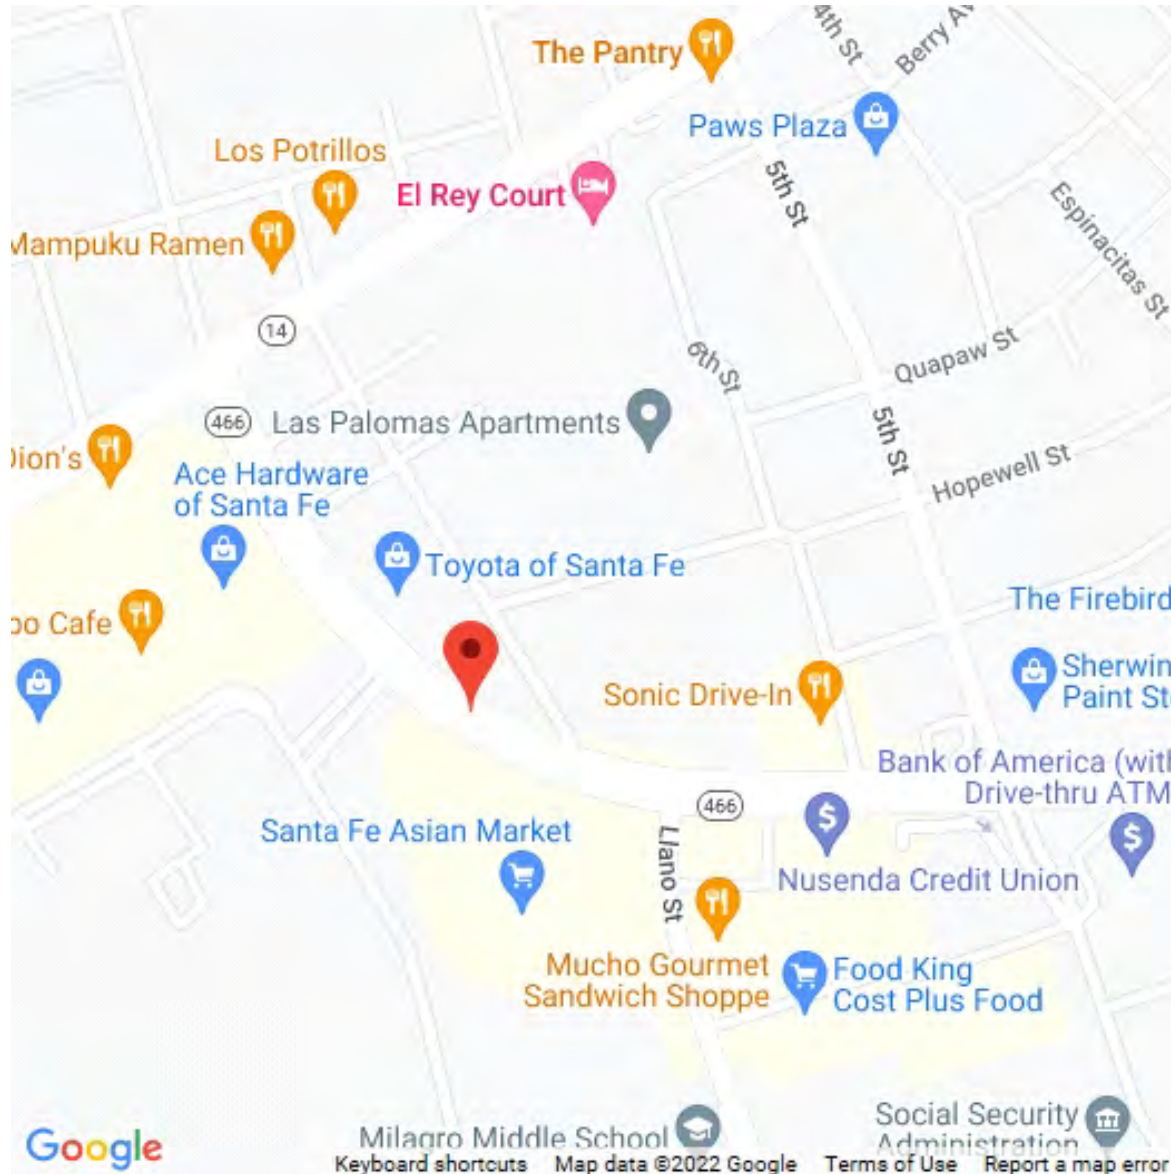 4th St
Berry Av
The Pantry
Paws Plaza
Los Potrillos
5th St
El Rey Court
Espinacitas St
Mampuku Ramen
14
Quapaw St
6th St
466
Las Palomas Apartments
5th St
Dion's
Hopewell St
Ace Hardware
of Santa Fe
Toyota of Santa Fe
The Firebird
oo Cafe
Sherwin
Paint St
Sonic Drive-In
Bank of America (with
Drive-thru ATM
466
Santa Fe Asian Market
Llano St
Nusenda Credit Union
Mucho Gourmet
Sandwich Shoppe
Food King
Cost Plus Food
Social Security
Administration
Milagro Middle School
Google
Keyboard shortcuts Map data ©2022 Google Terms of Use Report a map error